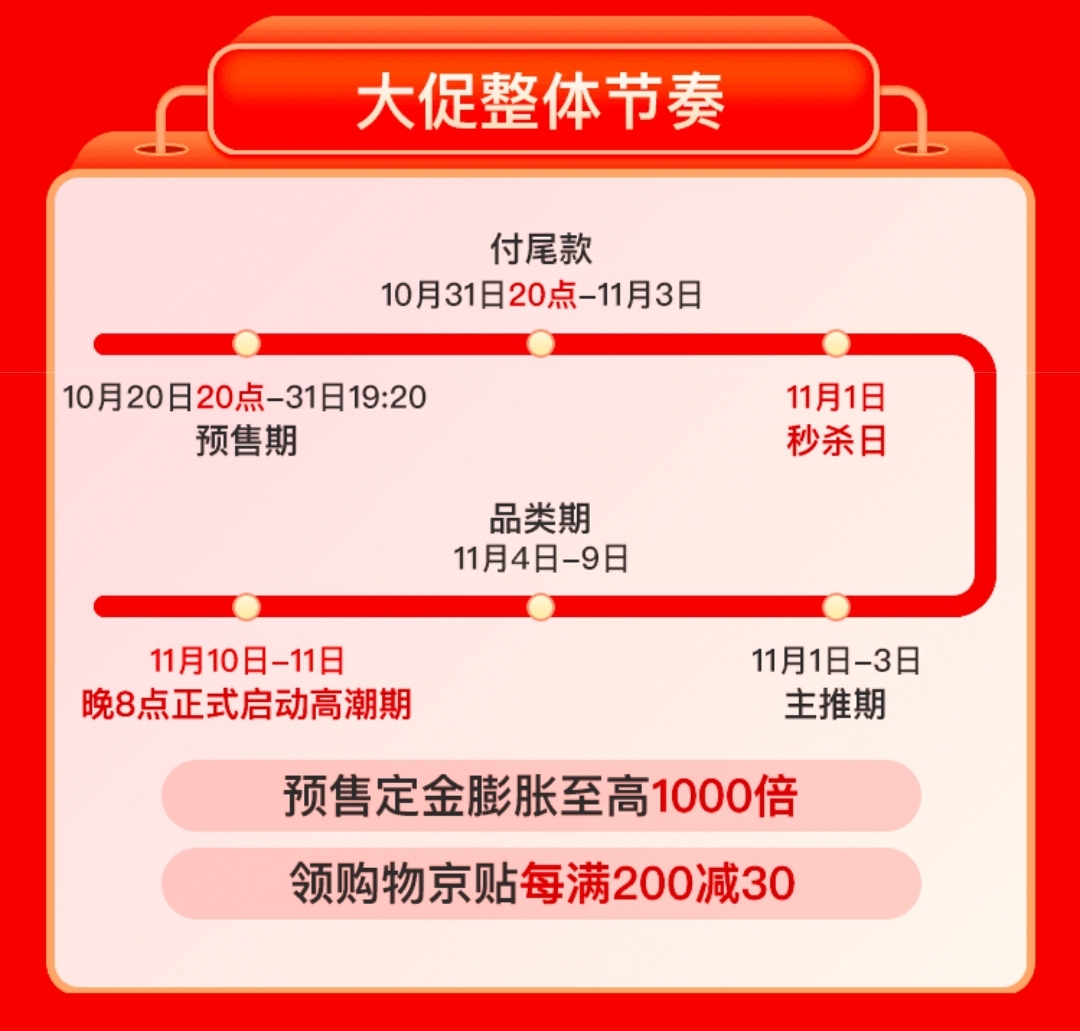 大促整体节奏
付尾款
10月31日20点–11月3日
10月20日20点–31日19:20
预售期
11月1日
秒杀日
品类期
11月4日–9日
11月10日–11日
晚8点正式启动高潮期
11月1日–3日
主推期
预售定金膨胀至高1000倍
领购物京贴每满200减30